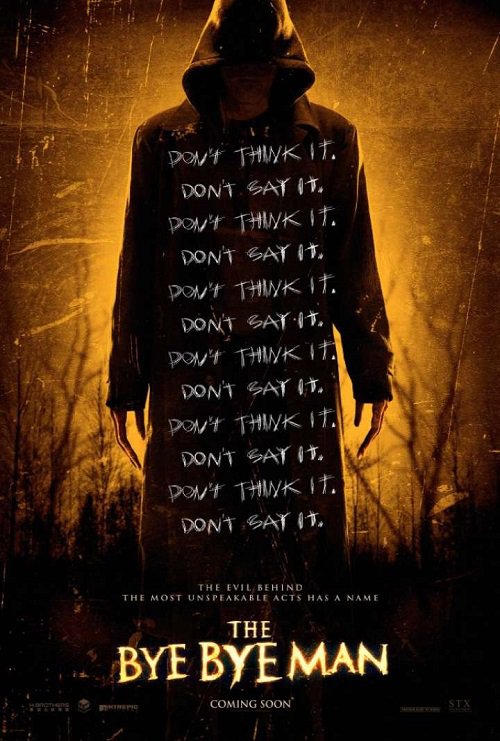 DON'T THINK IT.
DON'T SAY IT.
DON'T THINK IT.
DON'T SAY IT.
DON'T THINK IT.
DON'T SAY IT.
DON'T THINK IT.
DON'T SAY IT.
DON'T THINK IT.
DON'T SAY IT.
DON'T THINK IT.
DON'T SAY IT.
THE EVIL BEHIND
THE MOST UNSPEAKABLE ACTS HAS A NAME
THE
BYE BYE MAN
COMING SOON
H.BROTHERS INTREPID STX